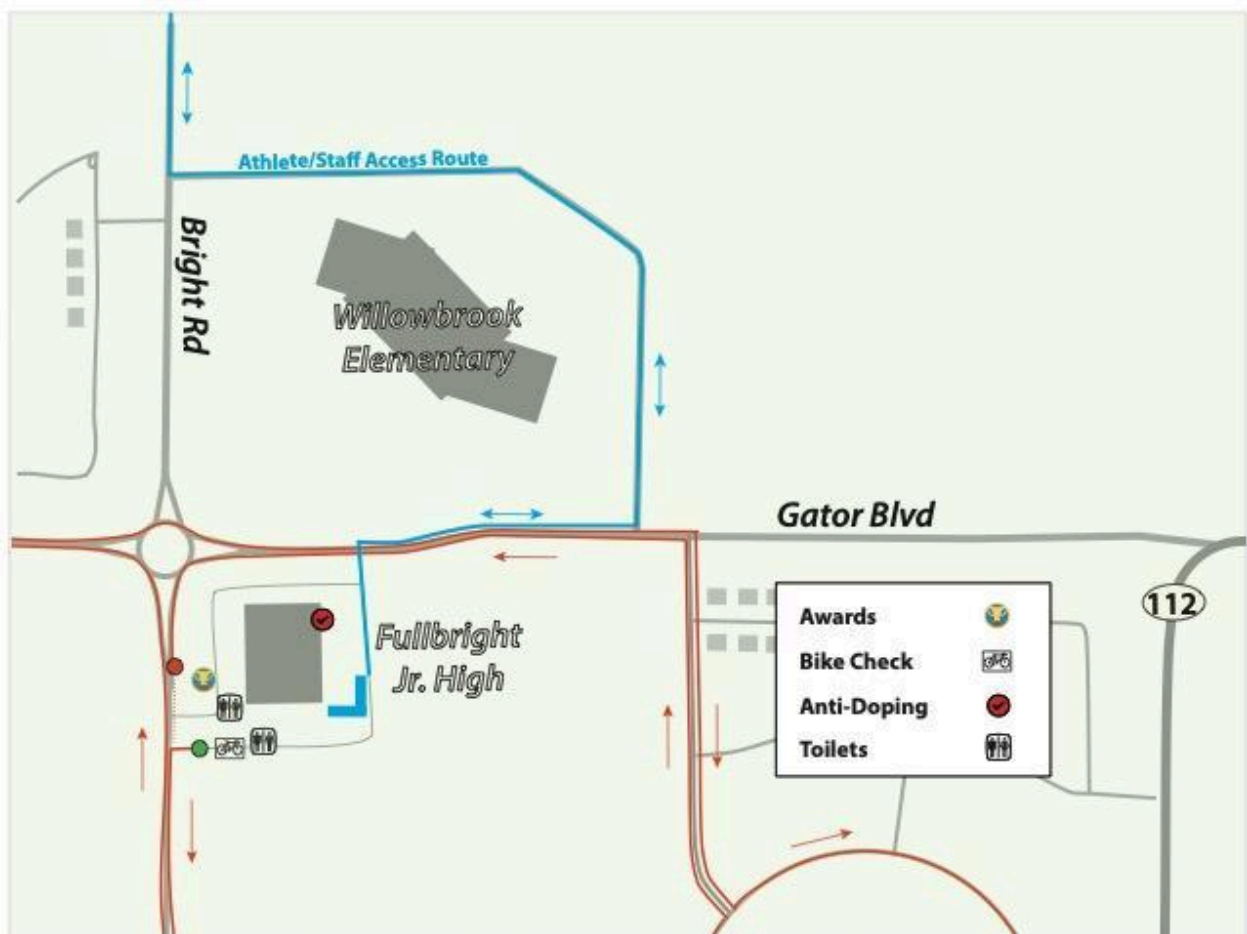 Athlete/Staff Access Route
Bright Rd
Willowbrook
Elementary
Gator Blvd
112
Fullbright
Jr. High
Awards
Bike Check
Anti-Doping
Toilets